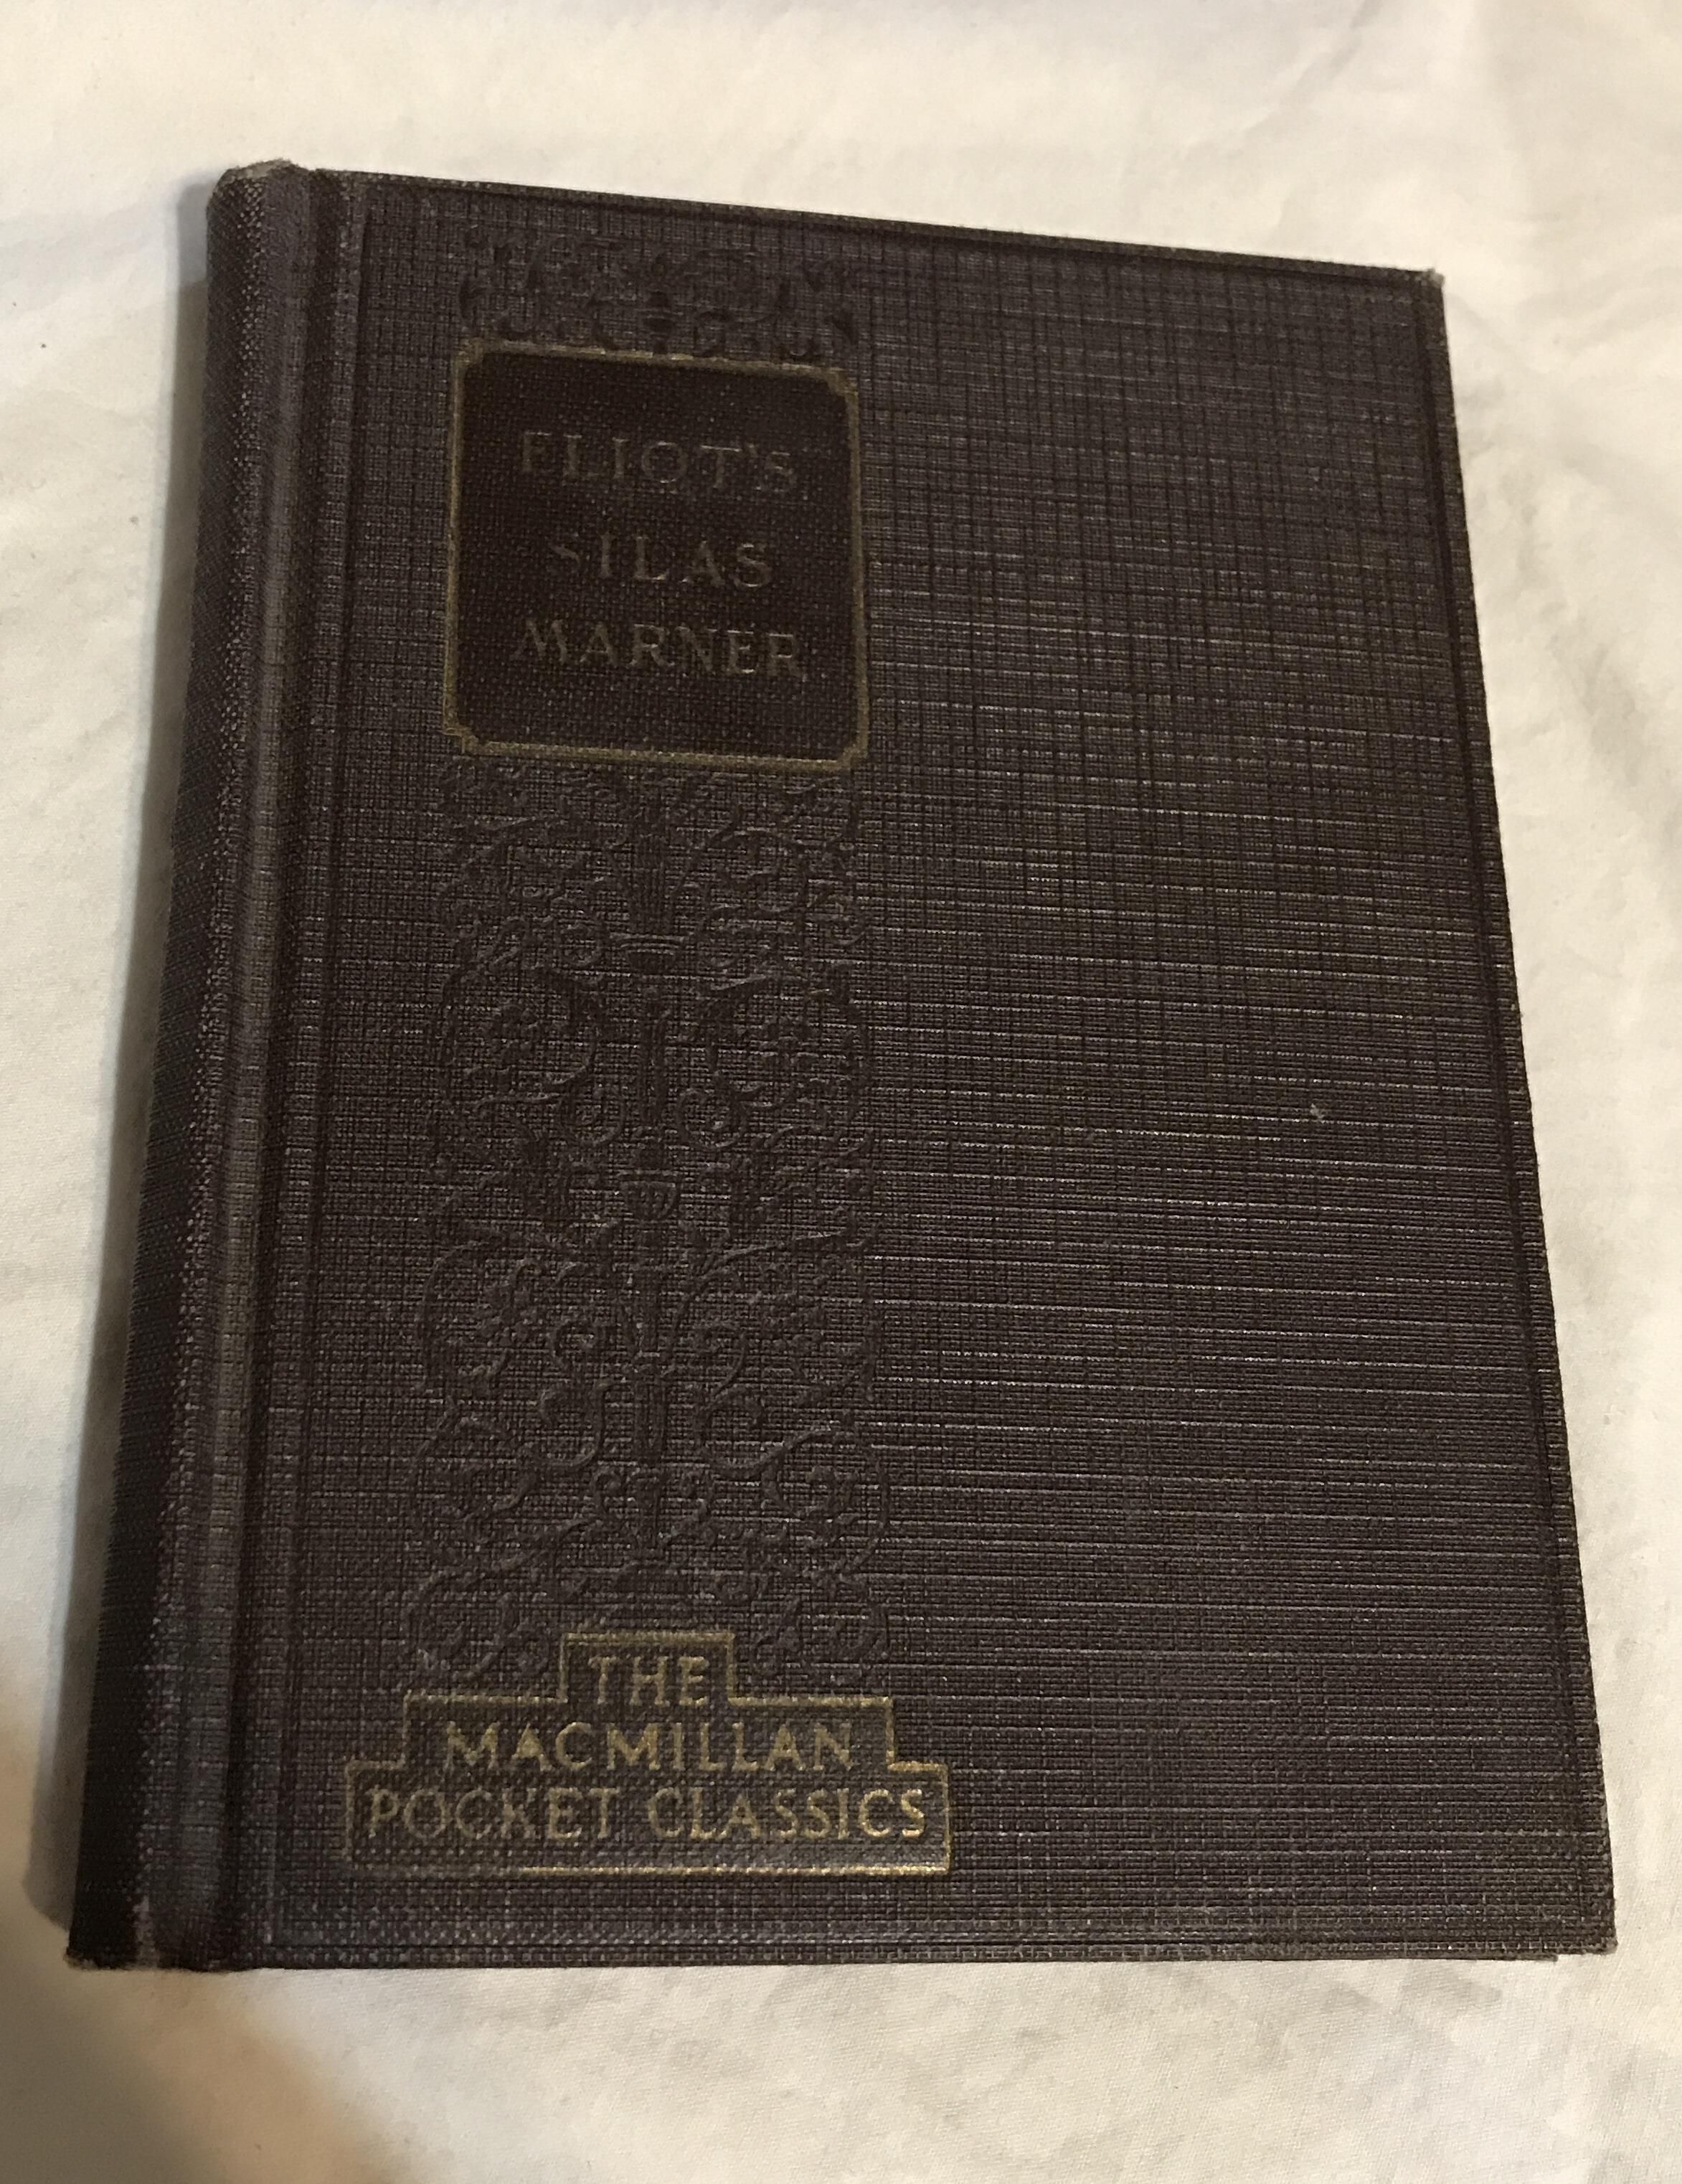 ELIOT'S
SILAS
MARNER
THE
MACMILLAN
POCKET CLASSICS